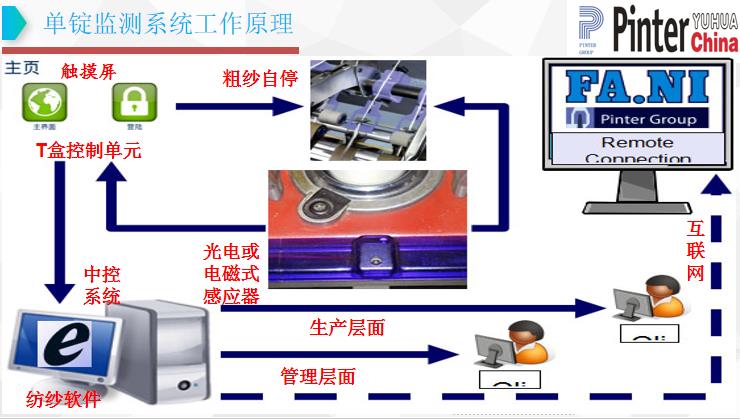 单锭监测系统工作原理
P
PINTER
GROUP
Pinter YUHUA
China
主页
触摸屏
主界面
登陆
T盒控制单元
粗纱自停
FA.NI
Pinter Group
Remote
Connection
光电或
电磁式
感应器
互
联
网
中控
系统
e
生产层面
管理层面
纺纱软件